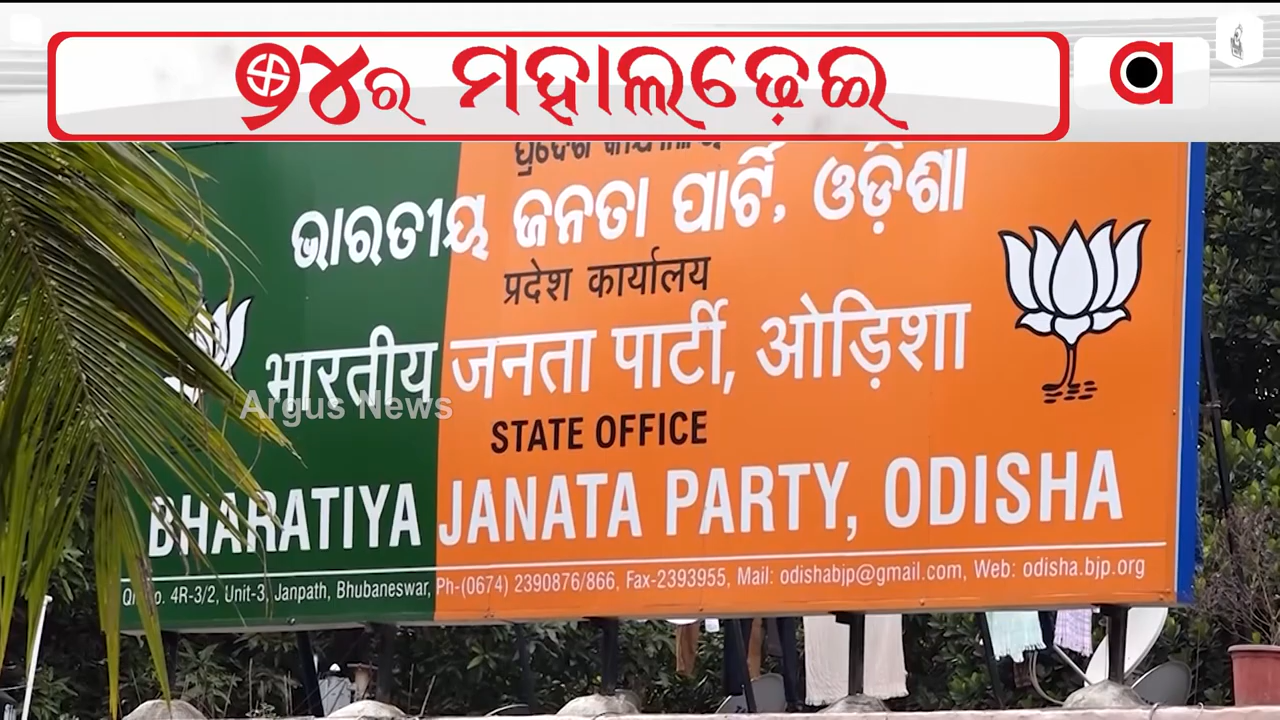 ୨୪ର ମହାଲଢ଼େଇ
ପ୍ରଦେଶ କାର୍ଯ୍ୟାଳୟ
ଭାରତୀୟ ଜନତା ପାର୍ଟି, ଓଡ଼ିଶା
प्रदेश कार्यालय
भारतीय जनता पार्टी, ओड़िशा
Argus News
STATE OFFICE
BHARATIYA JANATA PARTY, ODISHA
4R-3/2, Unit-3, Janpath, Bhubaneswar, Ph-(0674) 2390876/866, Fax-2393955, Mail: odishabjp@gmail.com, Web: odisha.bjp.org